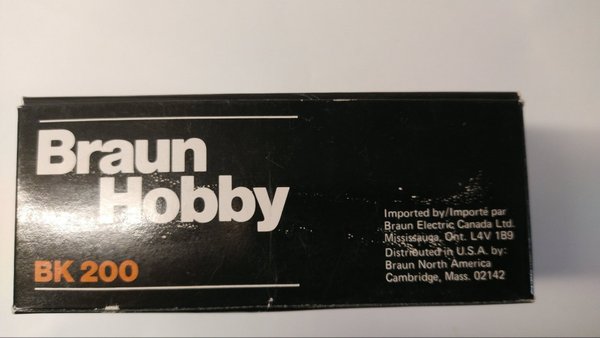 Braun
Hobby
BK 200
Imported by/Importé par
Braun Electric Canada Ltd.
Mississauga, Ont. L4V 1B9
Distributed in U.S.A. by:
Braun North America
Cambridge, Mass. 02142